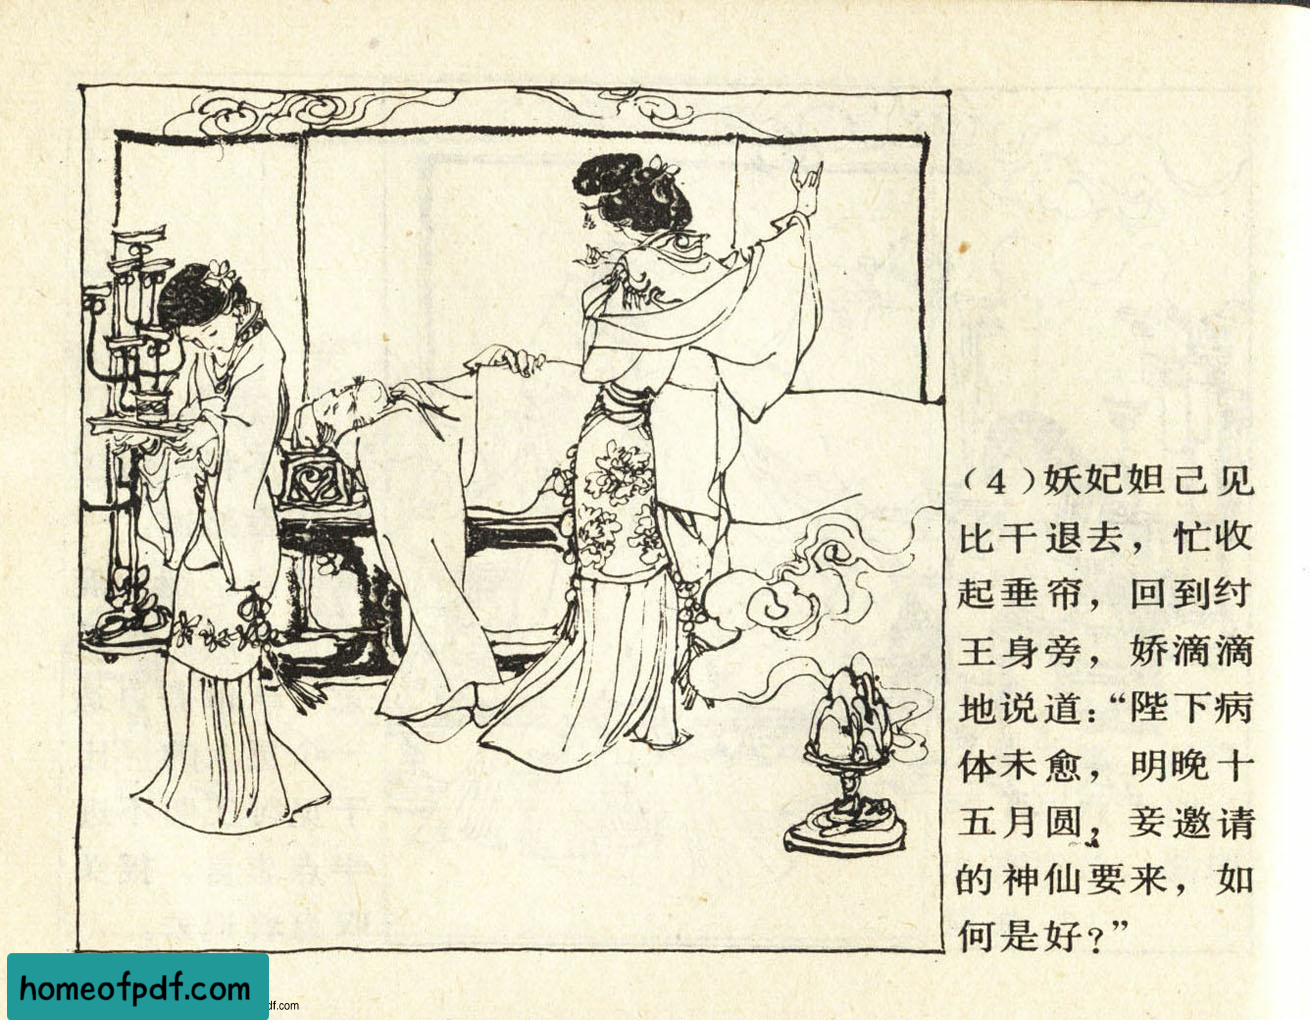 （4）妖妃妲己见
比干退去，忙收
起垂帘，回到纣
王身旁，娇滴滴
地说道：“陛下病
体未愈，明晚十
五月圆，妾邀请
的神仙要来，如
何是好？”
homeofpdf.com
df.com